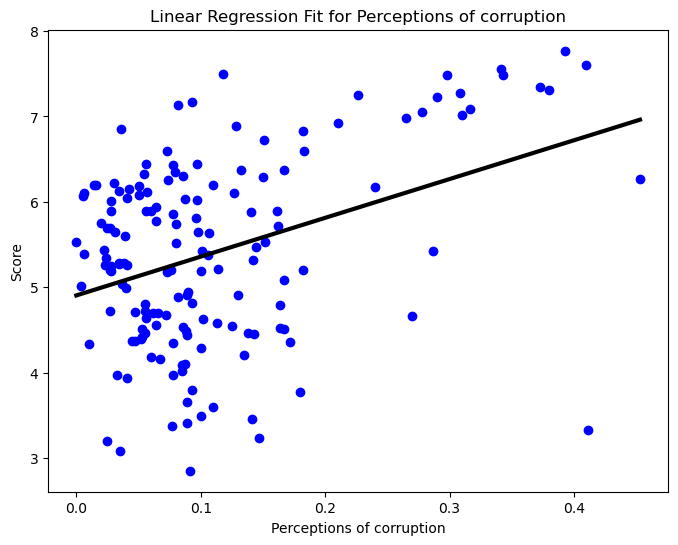 Linear Regression Fit for Perceptions of corruption
8
7
6
5
4
3
Score
0.0 0.1 0.2 0.3 0.4
Perceptions of corruption